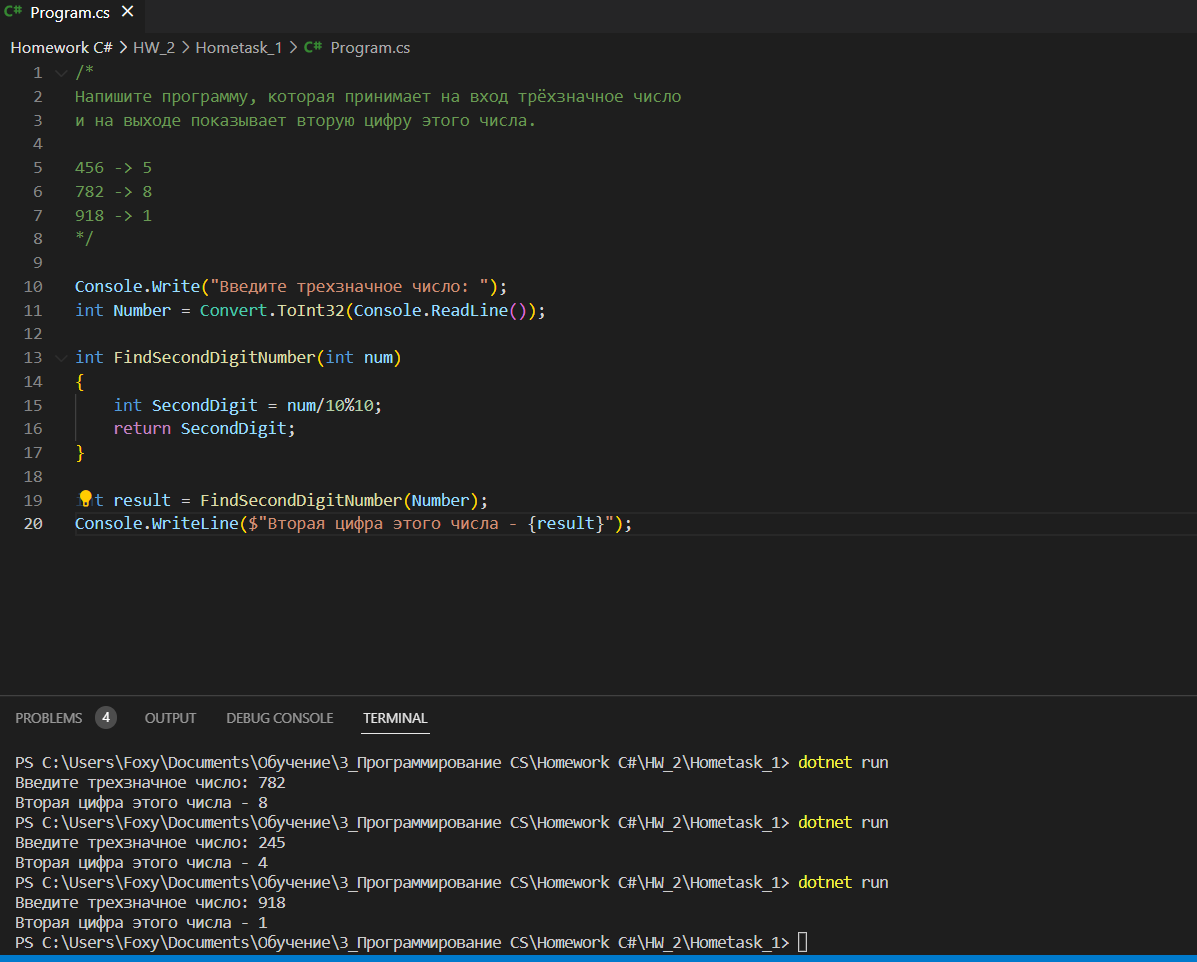 C# Program.cs ×
Homework C# > HW_2 > Hometask_1 > C# Program.cs
1 /*
2 Напишите программу, которая принимает на вход трёхзначное число
3 и на выходе показывает вторую цифру этого числа.
4
5 456 -> 5
6 782 -> 8
7 918 -> 1
8 */
9
10 Console.Write("Введите трехзначное число: ");
11 int Number = Convert.ToInt32(Console.ReadLine());
12
13 int FindSecondDigitNumber(int num)
14 {
15     int SecondDigit = num/10%10;
16     return SecondDigit;
17 }
18
19 int result = FindSecondDigitNumber(Number);
20 Console.WriteLine($"Вторая цифра этого числа - {result}");
PROBLEMS 4 OUTPUT DEBUG CONSOLE TERMINAL
PS C:\Users\Foxy\Documents\Обучение\3_Программирование CS\Homework C#\HW_2\Hometask_1> dotnet run
Введите трехзначное число: 782
Вторая цифра этого числа - 8
PS C:\Users\Foxy\Documents\Обучение\3_Программирование CS\Homework C#\HW_2\Hometask_1> dotnet run
Введите трехзначное число: 245
Вторая цифра этого числа - 4
PS C:\Users\Foxy\Documents\Обучение\3_Программирование CS\Homework C#\HW_2\Hometask_1> dotnet run
Введите трехзначное число: 918
Вторая цифра этого числа - 1
PS C:\Users\Foxy\Documents\Обучение\3_Программирование CS\Homework C#\HW_2\Hometask_1>